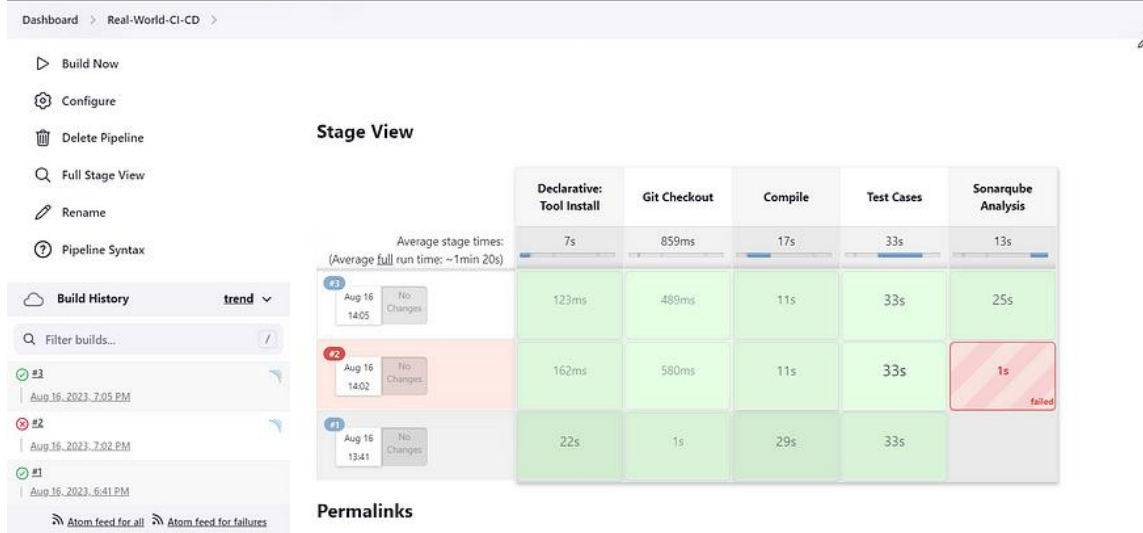 Dashboard > Real-World-CI-CD >
Build Now
Configure
Delete Pipeline
Full Stage View
Rename
Pipeline Syntax
Build History trend
Filter builds... /
#3
Aug 16, 2023, 7:05 PM
#2
Aug 16, 2023, 7:02 PM
#1
Aug 16, 2023, 6:41 PM
Atom feed for all Atom feed for failures
Stage View
Declarative: Tool Install Git Checkout Compile Test Cases Sonarqube Analysis
Average stage times: 7s 859ms 17s 33s 13s
(Average full run time: ~1min 20s)
#3
Aug 16 No Changes
14:05
123ms 489ms 11s 33s 25s
#2
Aug 16 No Changes
14:02
162ms 580ms 11s 33s 1s
failed
#1
Aug 16 No Changes
13:41
22s 1s 29s 33s
Permalinks